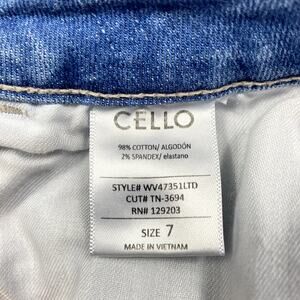 CELLO
98% COTTON/ ALGODÓN
2% SPANDEX/ elastano
STYLE# WV47351LTD
CUT# TN-3694
RN# 129203
SIZE 7
MADE IN VIETNAM